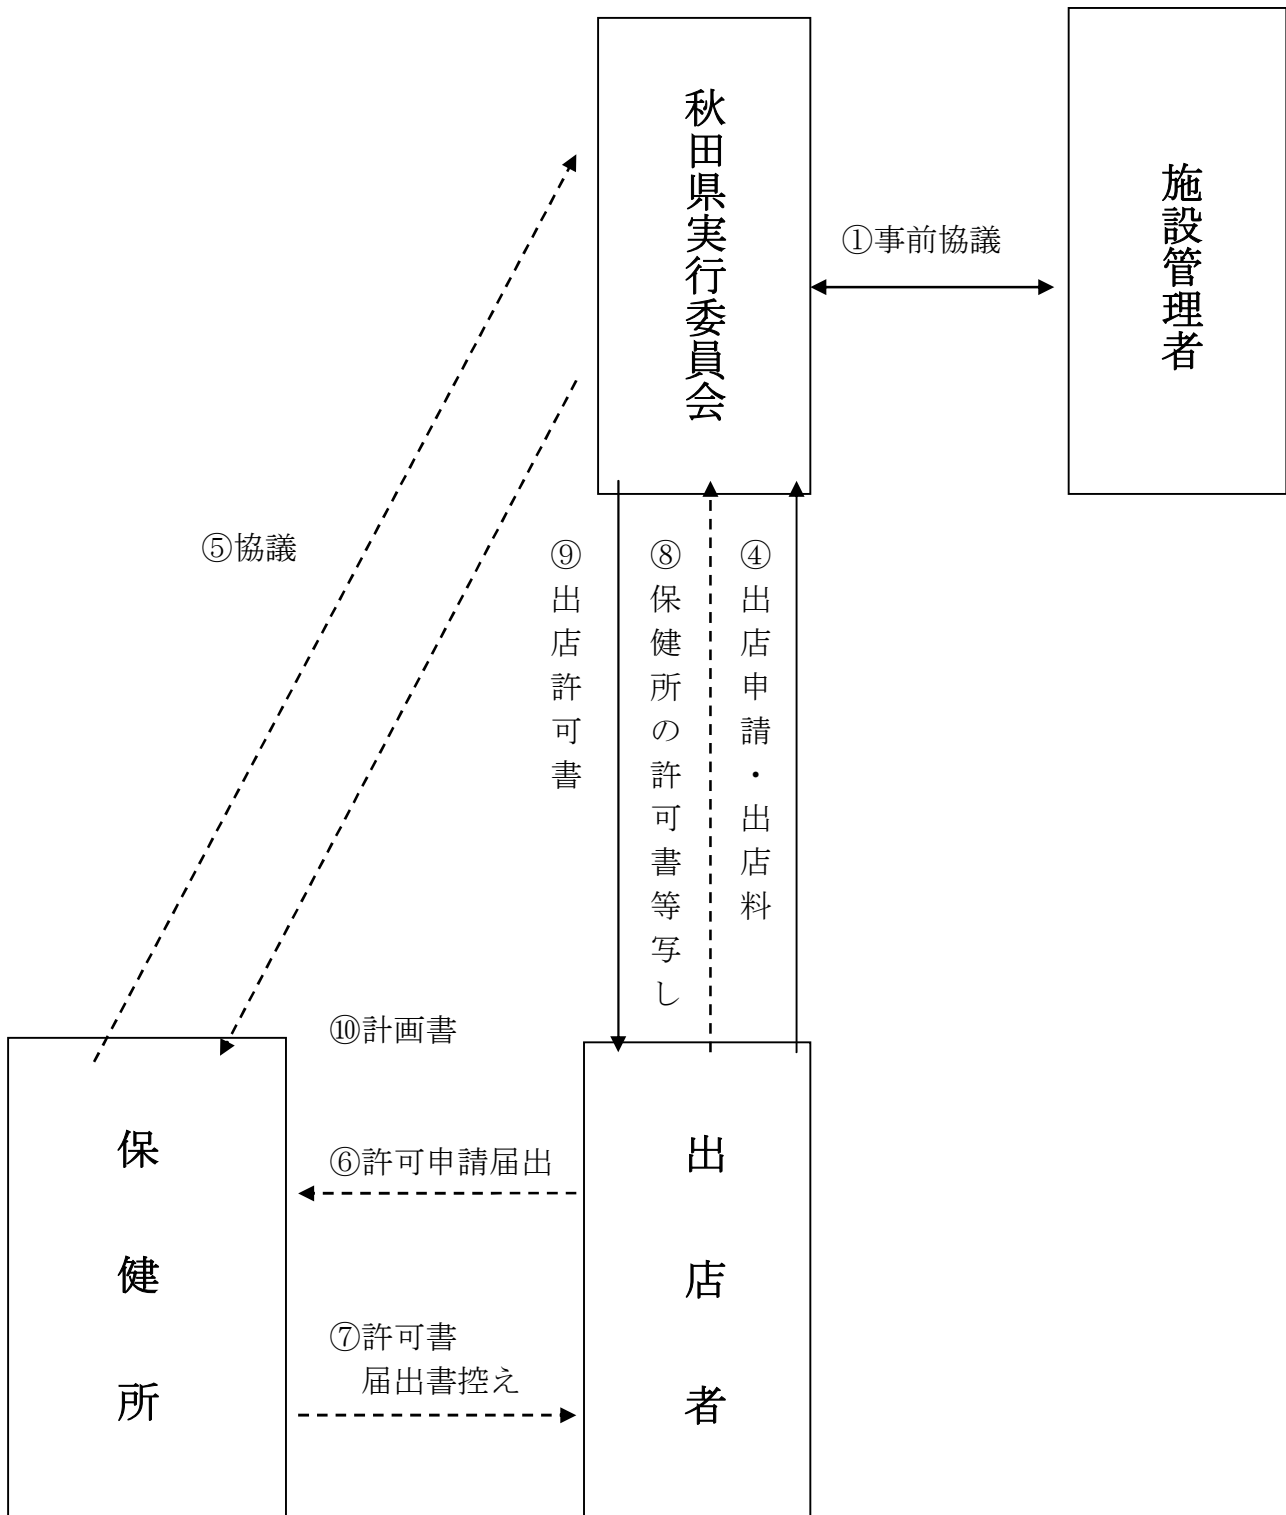 秋田県実行委員会
施設管理者
①事前協議
⑤協議
⑨出店許可書
⑧保健所の許可書等写し
④出店申請・出店料
⑩計画書
保健所
⑥許可申請届出
⑦許可書
届出書控え
出店者